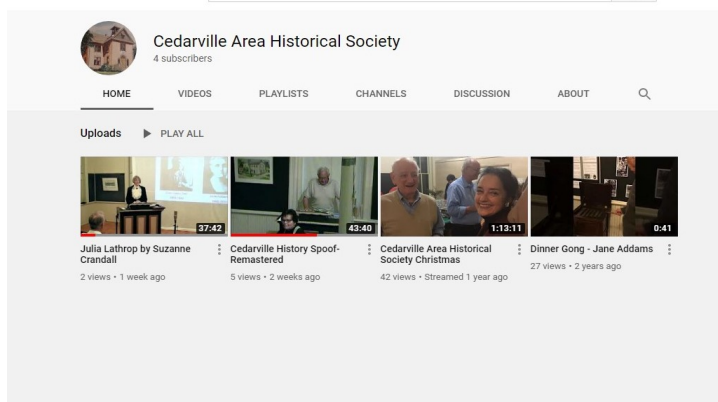 Cedarville Area Historical Society
4 subscribers
HOME VIDEOS PLAYLISTS CHANNELS DISCUSSION ABOUT
Uploads PLAY ALL
37:42
43:40
1:13:11
0:41
Julia Lathrop by Suzanne
Crandall
2 views • 1 week ago
Cedarville History Spoof-
Remastered
5 views • 2 weeks ago
Cedarville Area Historical
Society Christmas
42 views • Streamed 1 year ago
Dinner Gong - Jane Addams
27 views • 2 years ago